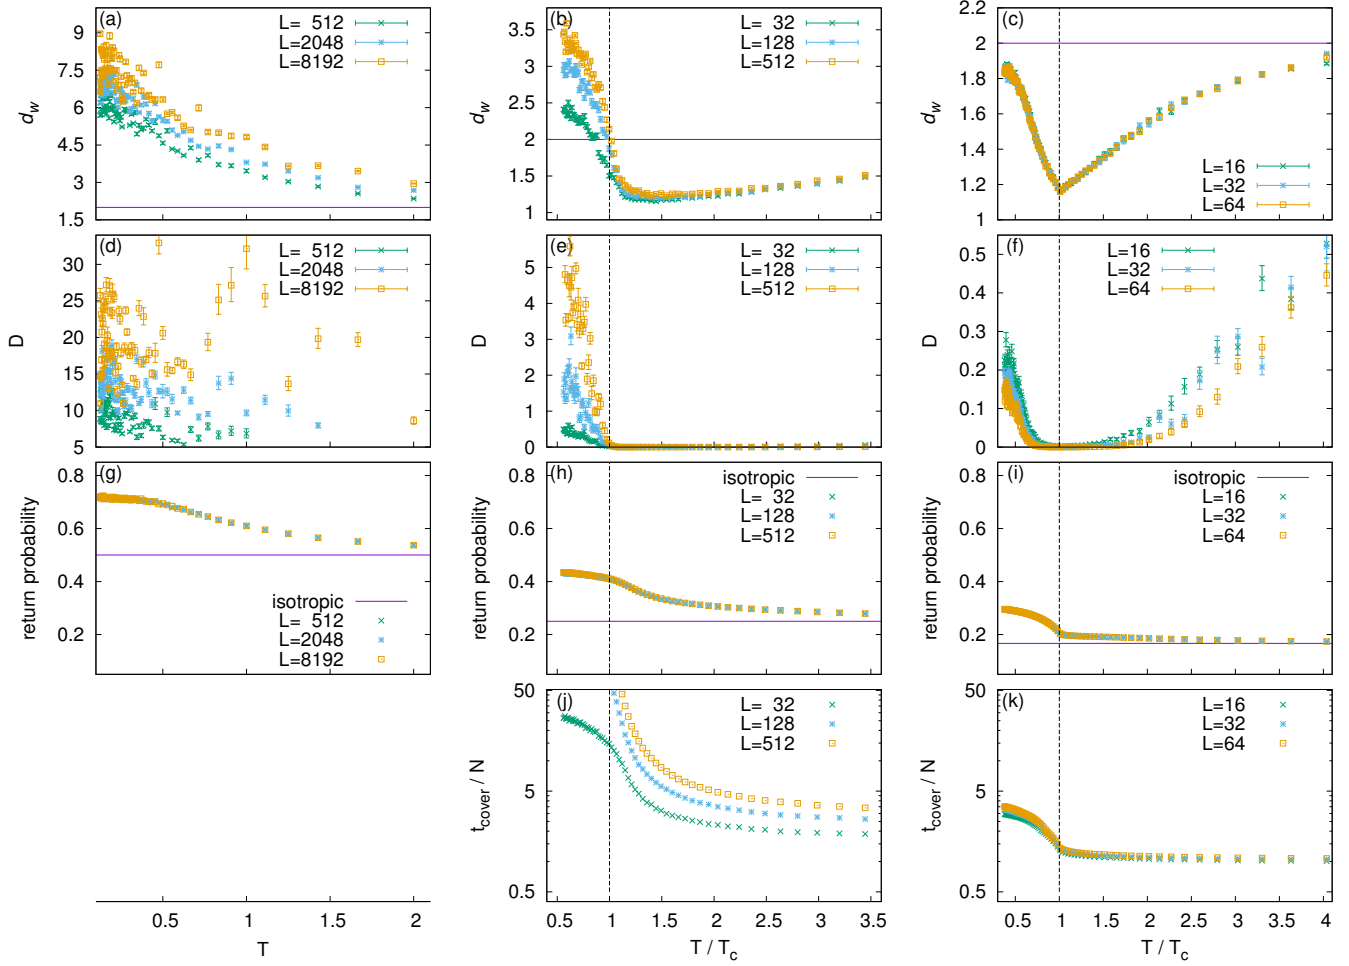 (a)
L= 512
L=2048
L=8192
9
7.5
6
4.5
3
1.5
d_w
(b)
L= 32
L=128
L=512
3.5
3
2.5
2
1.5
1
d_w
(c)
L=16
L=32
L=64
2.2
2
1.8
1.6
1.4
1.2
1
d_w
(d)
L= 512
L=2048
L=8192
30
25
20
15
10
5
D
(e)
L= 32
L=128
L=512
5
4
3
2
1
0
D
(f)
L=16
L=32
L=64
0.5
0.4
0.3
0.2
0.1
0
D
(g)
isotropic
L= 512
L=2048
L=8192
0.8
0.6
0.4
0.2
return probability
(h)
isotropic
L= 32
L=128
L=512
0.8
0.6
0.4
0.2
return probability
(i)
isotropic
L=16
L=32
L=64
0.8
0.6
0.4
0.2
return probability
(j)
L= 32
L=128
L=512
50
5
0.5
t_cover / N
(k)
L=16
L=32
L=64
50
5
0.5
t_cover / N
0.5 1 1.5 2
T
0.5 1 1.5 2 2.5 3 3.5
T / T_c
0.5 1 1.5 2 2.5 3 3.5 4
T / T_c